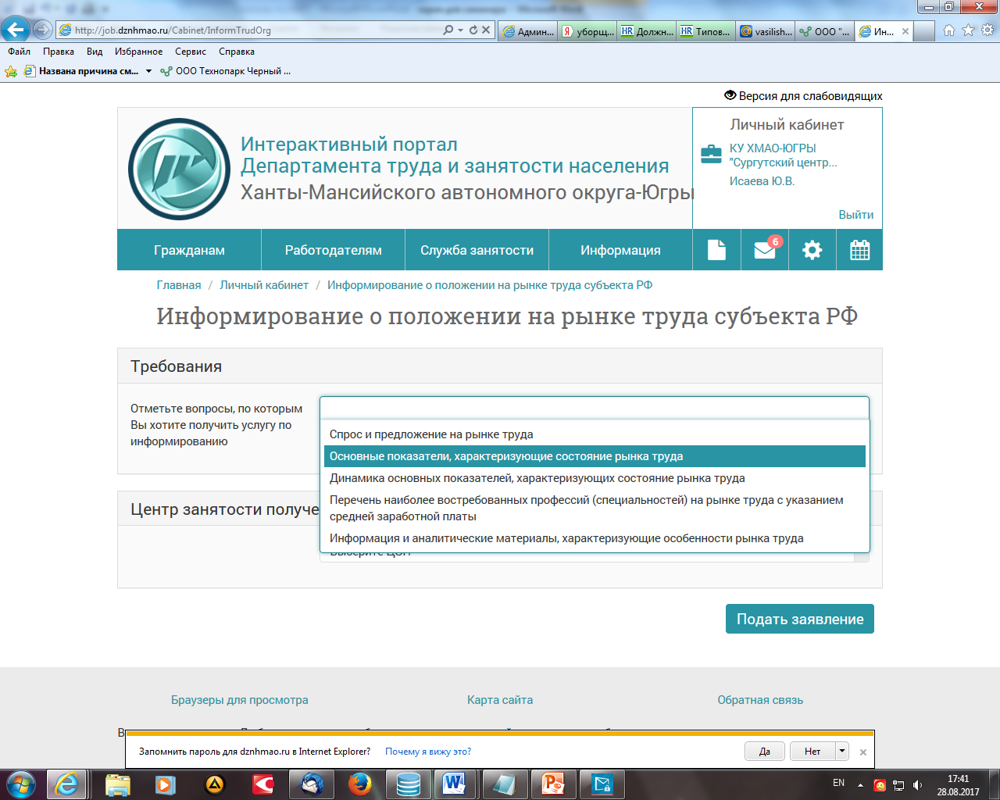 http://job.dznhmao.ru/Cabinet/InformTrudOrg
Админ...
уборщ...
Должн...
Типов...
vasilish...
ООО "...
Ин...
Файл Правка Вид Избранное Сервис Справка
Названа причина см...
ООО Технопарк Черный ...
Версия для слабовидящих
Интерактивный портал
Департамента труда и занятости населения
Ханты-Мансийского автономного округа-Югры
Личный кабинет
КУ ХМАО-ЮГРЫ
"Сургутский центр...
Исаева Ю.В.
Выйти
Гражданам Работодателям Служба занятости Информация 6
Главная / Личный кабинет / Информирование о положении на рынке труда субъекта РФ
Информирование о положении на рынке труда субъекта РФ
Требования
Отметьте вопросы, по которым
Вы хотите получить услугу по
информированию
Спрос и предложение на рынке труда
Основные показатели, характеризующие состояние рынка труда
Динамика основных показателей, характеризующих состояние рынка труда
Перечень наиболее востребованных профессий (специальностей) на рынке труда с указанием
средней заработной платы
Информация и аналитические материалы, характеризующие особенности рынка труда
Центр занятости получе
Подать заявление
Браузеры для просмотра Карта сайта Обратная связь
Запомнить пароль для dznhmao.ru в Internet Explorer? Почему я вижу это? Да Нет
EN
17:41
28.08.2017